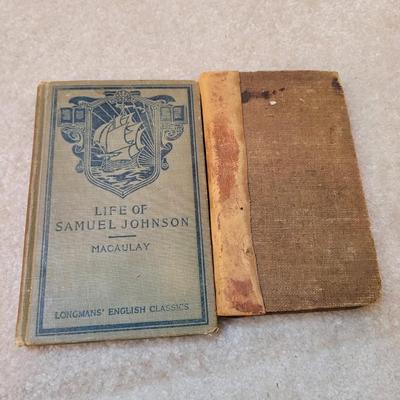 LIFE OF
SAMUEL JOHNSON
MACAULAY
LONGMANS' ENGLISH CLASSICS